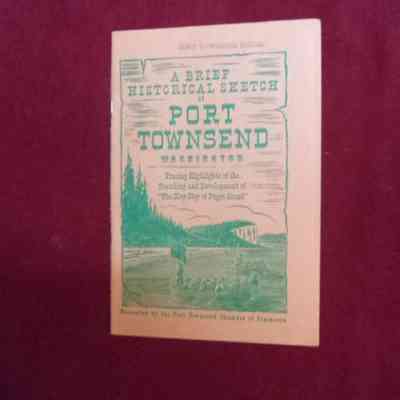 A BRIEF
HISTORICAL SKETCH
of
PORT
TOWNSEND
WASHINGTON
Tracing Highlights of the
Founding and Development of
"The Key City of Puget Sound"
Presented by the Port Townsend Chamber of Commerce